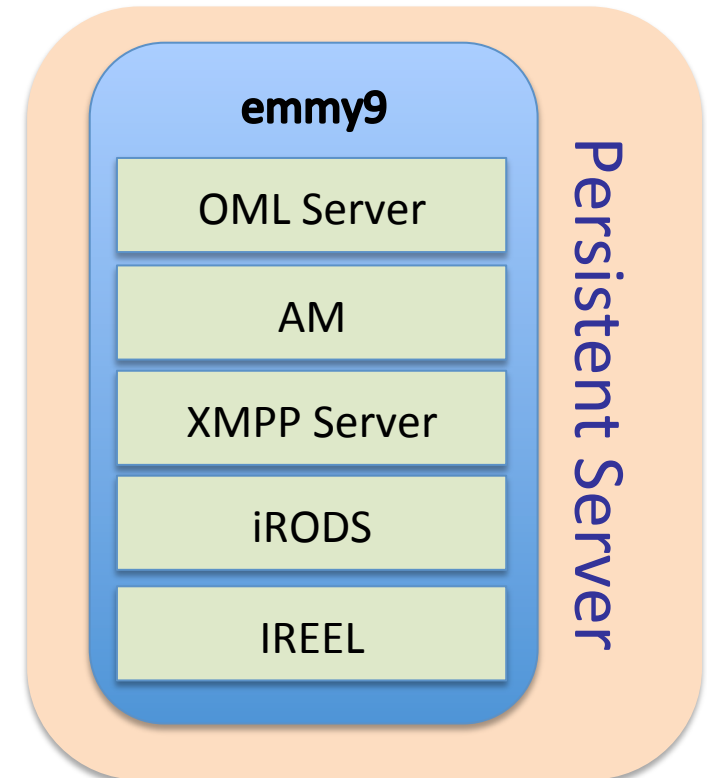 emmy9
OML Server
AM
XMPP Server
iRODS
IREEL
Persistent Server